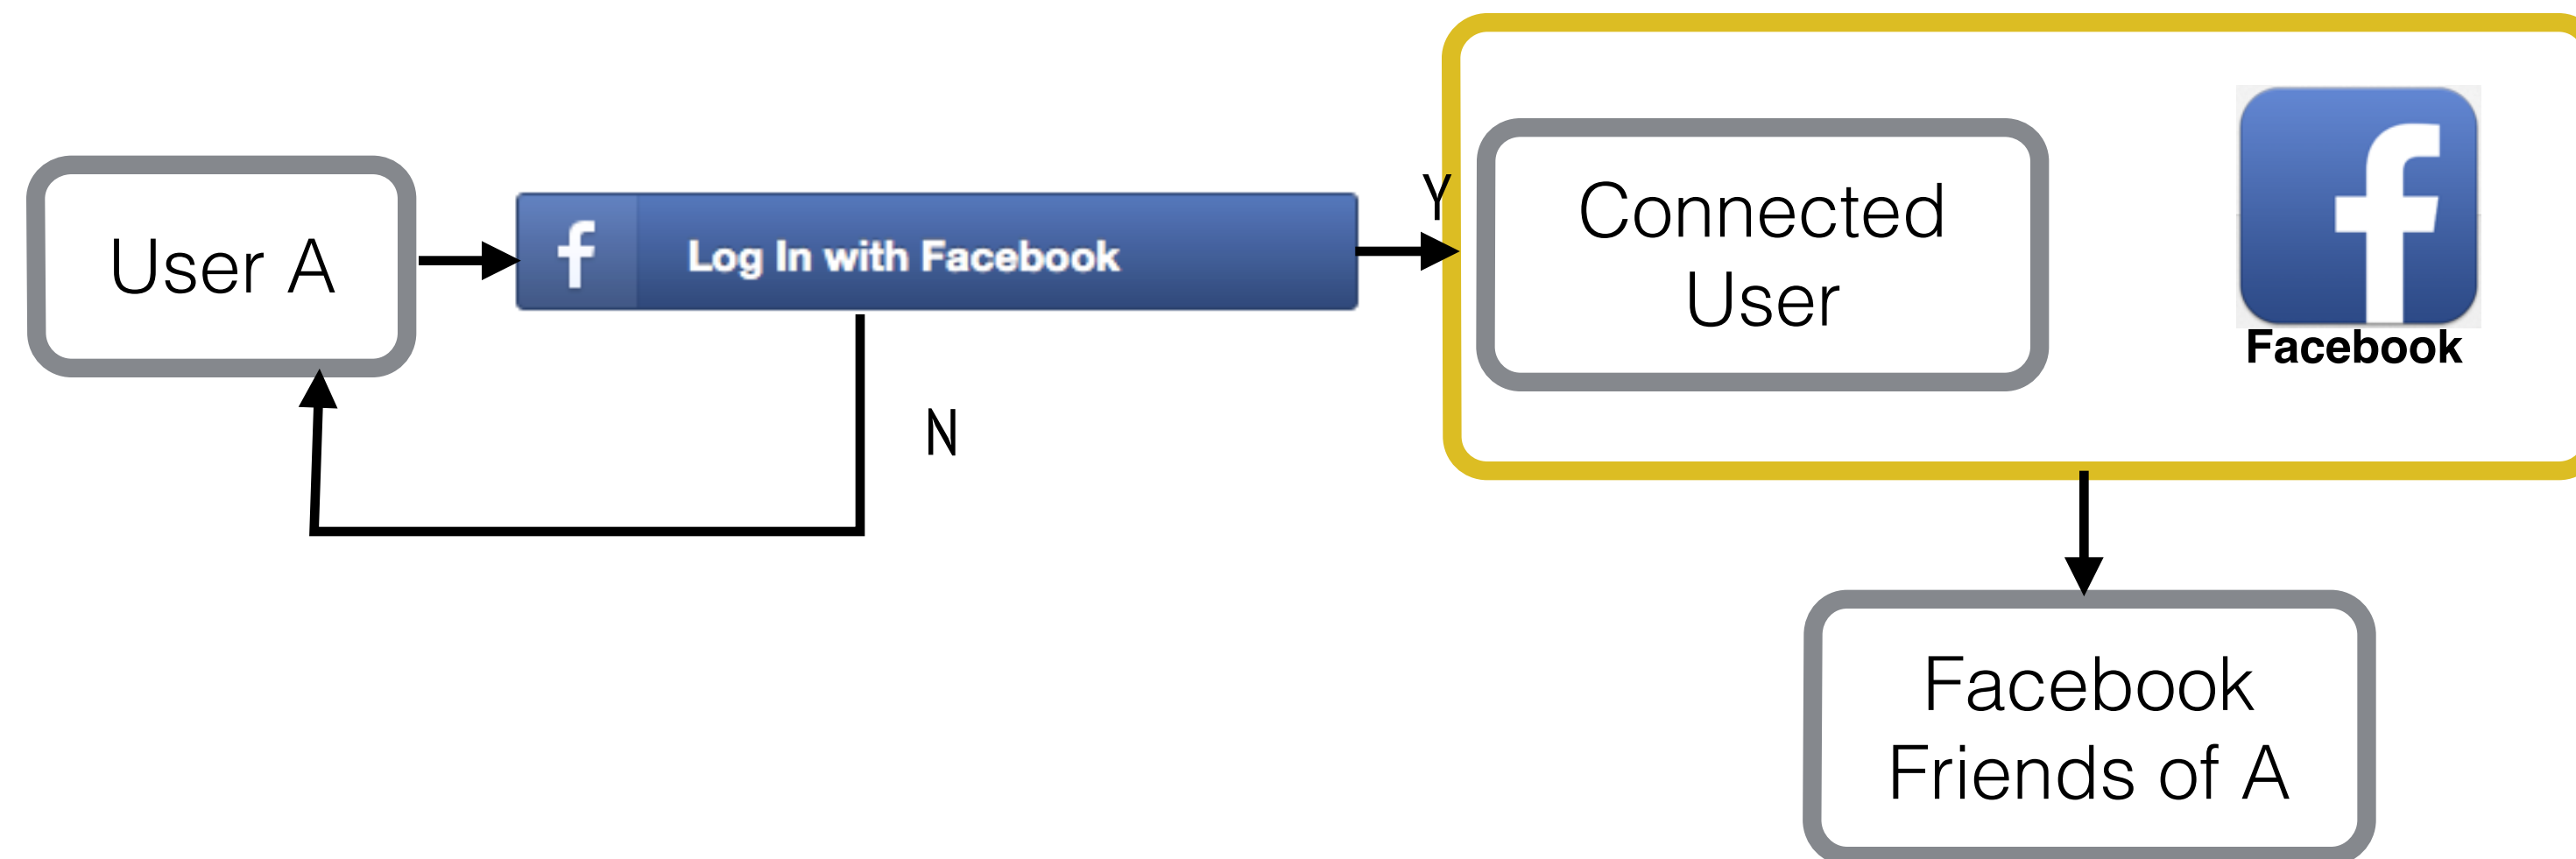 User A
f
Log In with Facebook
Y
Connected
User
f
Facebook
N
Facebook
Friends of A